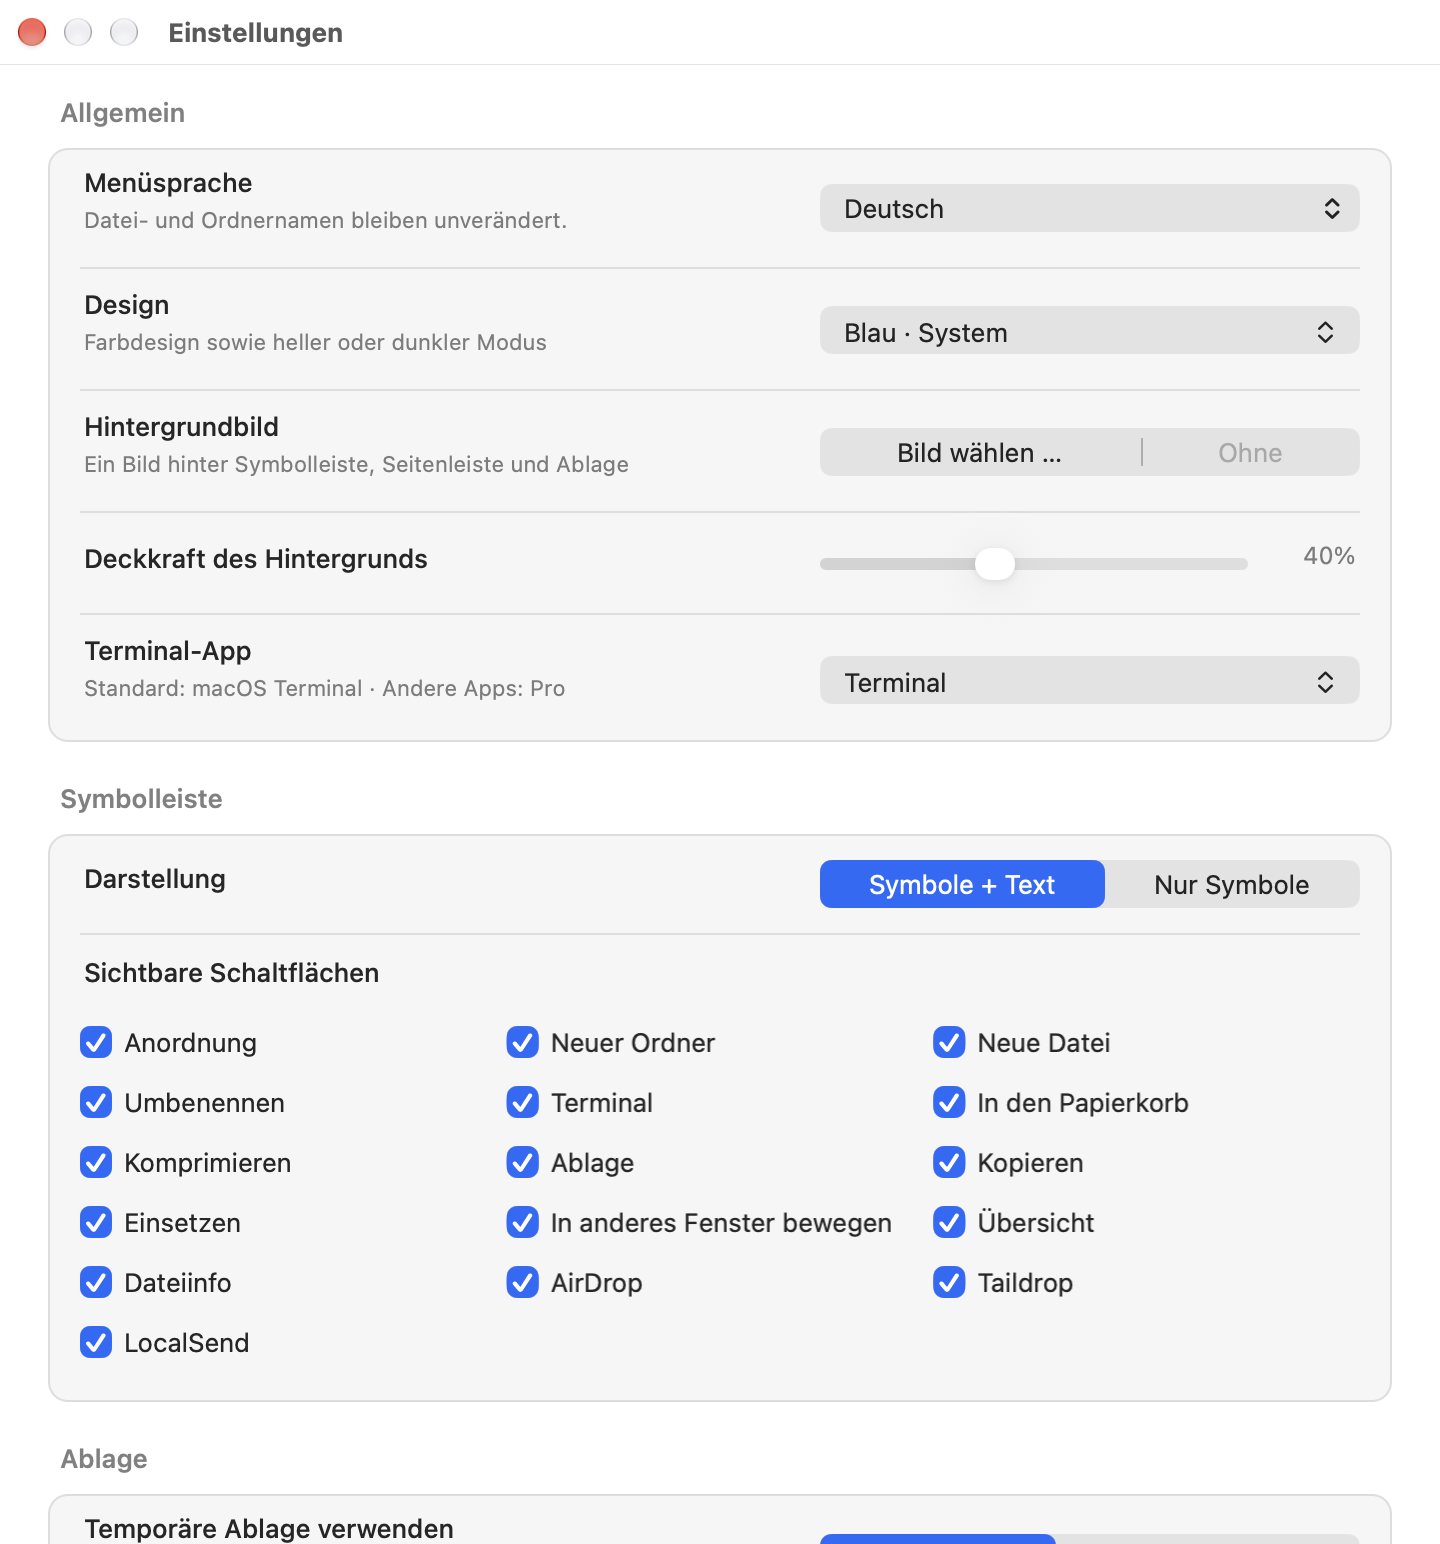 Einstellungen
Allgemein
Menüsprache
Datei- und Ordnernamen bleiben unverändert.
Deutsch
Design
Farbdesign sowie heller oder dunkler Modus
Blau · System
Hintergrundbild
Ein Bild hinter Symbolleiste, Seitenleiste und Ablage
Bild wählen ...
Ohne
Deckkraft des Hintergrunds
40%
Terminal-App
Standard: macOS Terminal · Andere Apps: Pro
Terminal
Symbolleiste
Darstellung
Symbole + Text
Nur Symbole
Sichtbare Schaltflächen
Anordnung
Neuer Ordner
Neue Datei
Umbenennen
Terminal
In den Papierkorb
Komprimieren
Ablage
Kopieren
Einsetzen
In anderes Fenster bewegen
Übersicht
Dateiinfo
AirDrop
Taildrop
LocalSend
Ablage
Temporäre Ablage verwenden